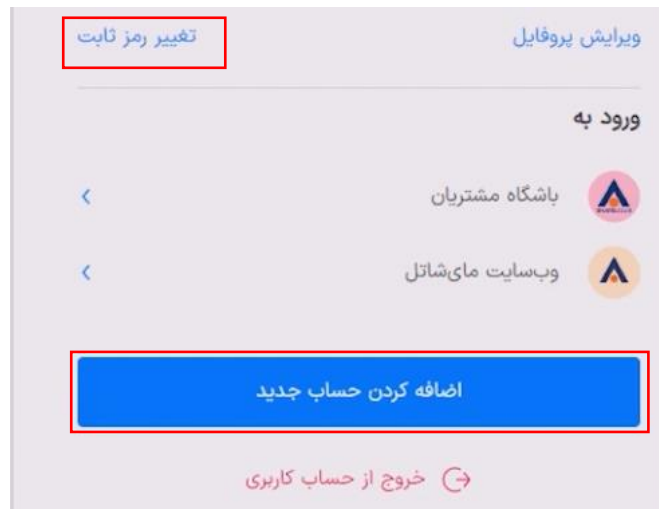 ویرایش پروفایل
تغییر رمز ثابت
ورود به
باشگاه مشتریان
وب‌سایت مای‌شاتل
اضافه کردن حساب جدید
خروج از حساب کاربری